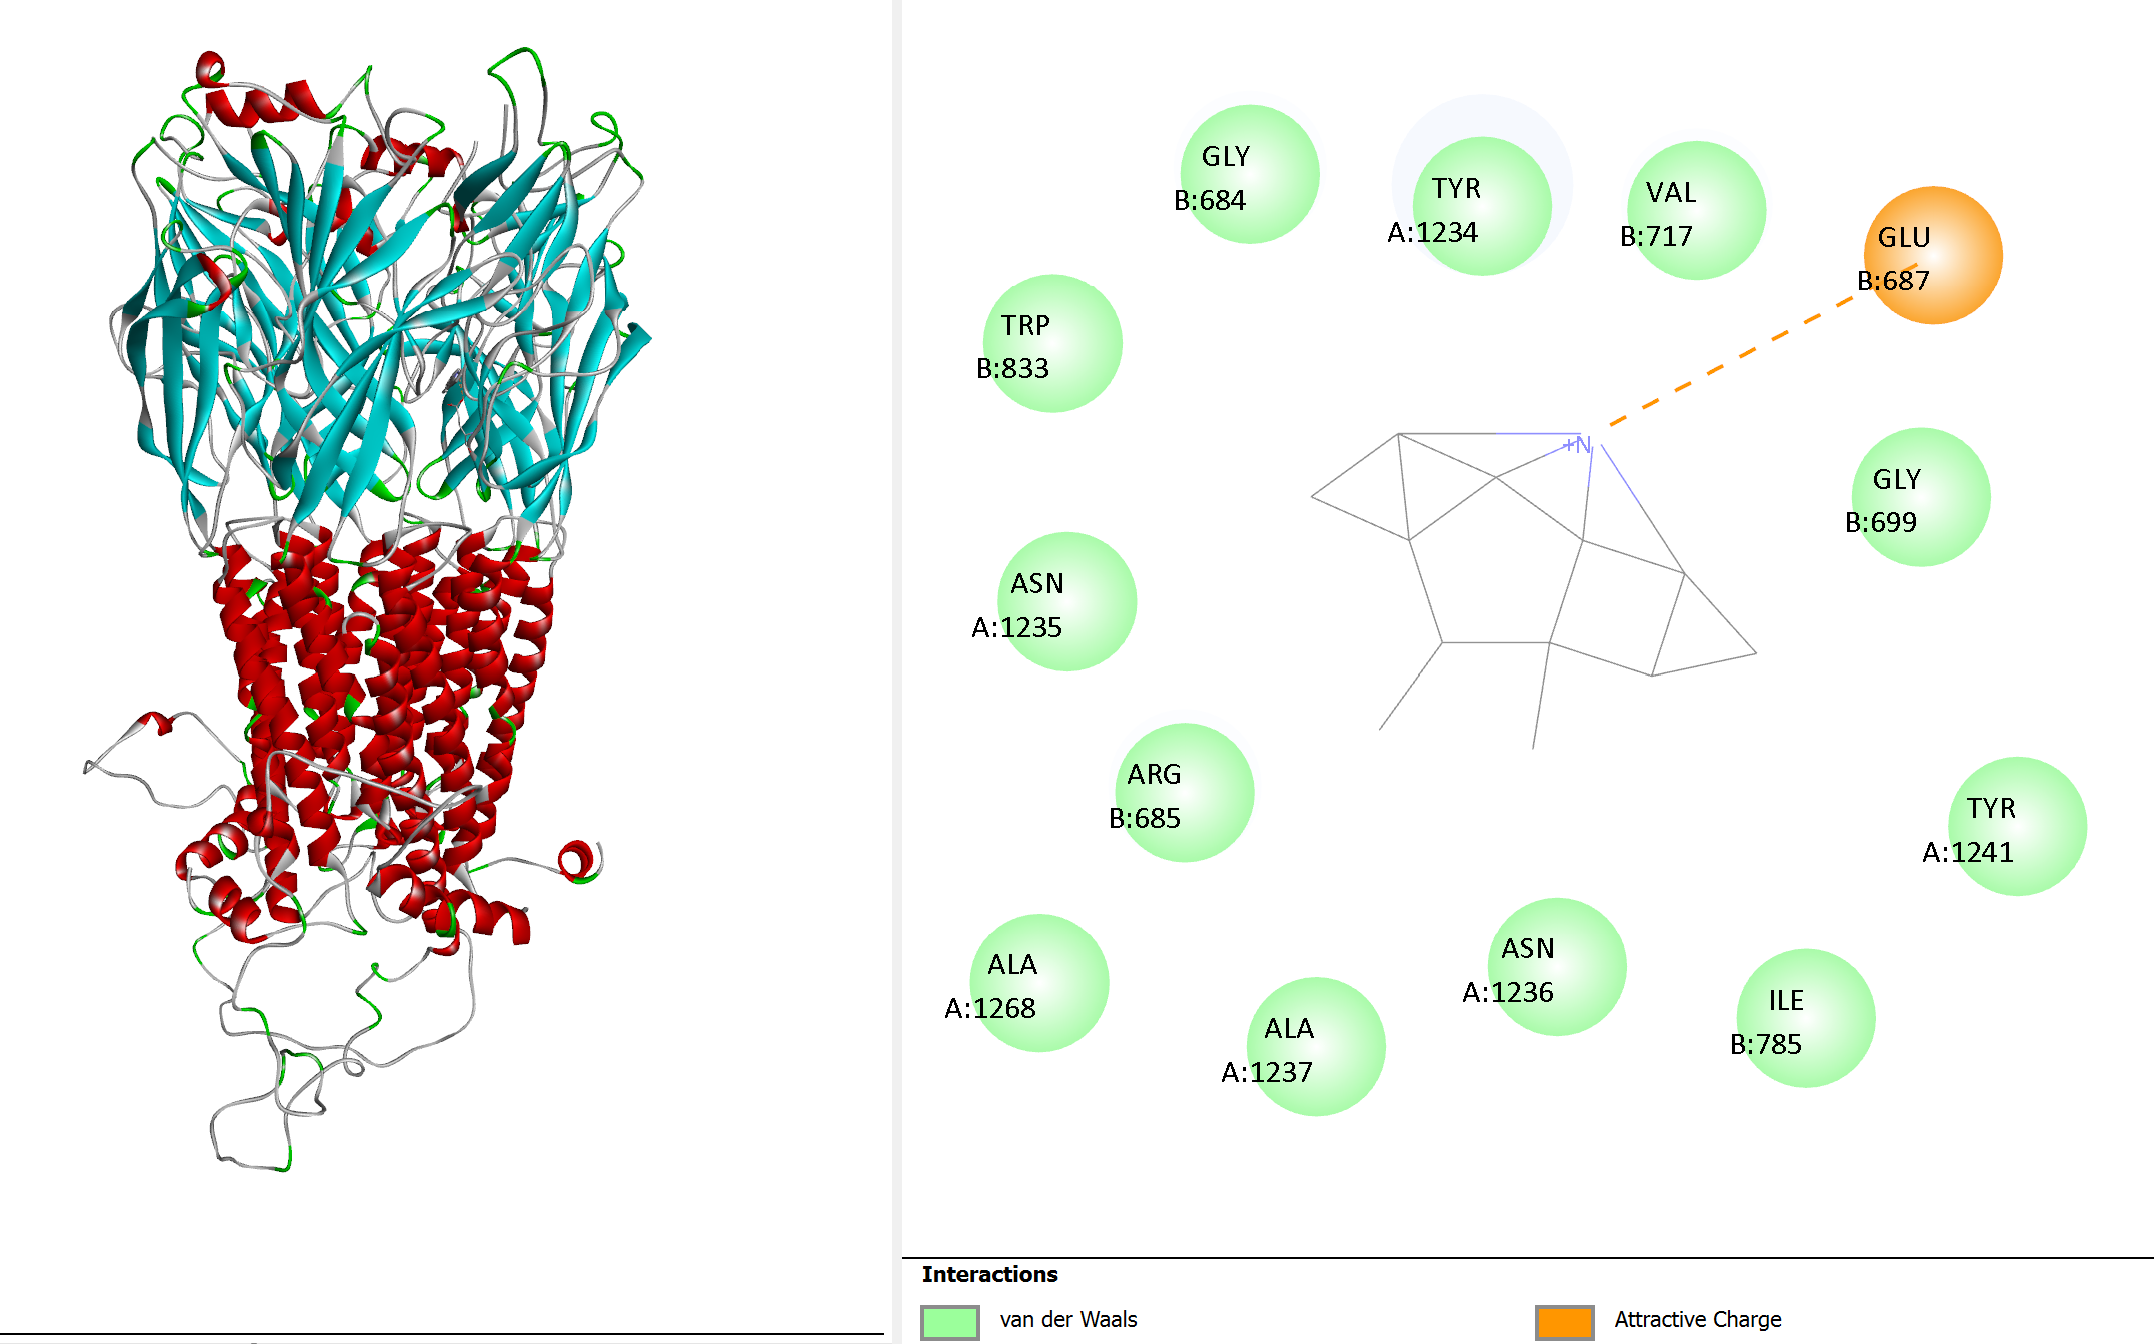 GLY
B:684
TYR
A:1234
VAL
B:717
GLU
B:687
TRP
B:833
+N
GLY
B:699
ASN
A:1235
ARG
B:685
TYR
A:1241
ALA
A:1268
ALA
A:1237
ASN
A:1236
ILE
B:785
Interactions
van der Waals
Attractive Charge